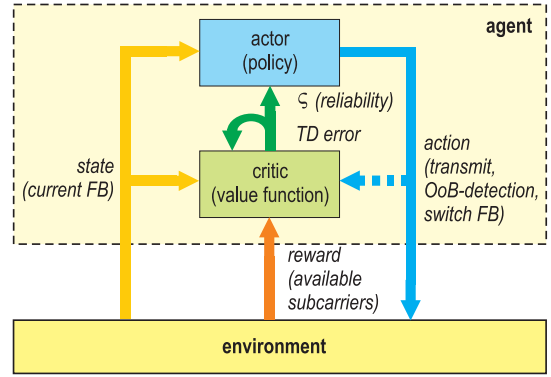 agent
actor
(policy)
ς (reliability)
TD error
state
(current FB)
critic
(value function)
action
(transmit,
OoB-detection,
switch FB)
reward
(available
subcarriers)
environment